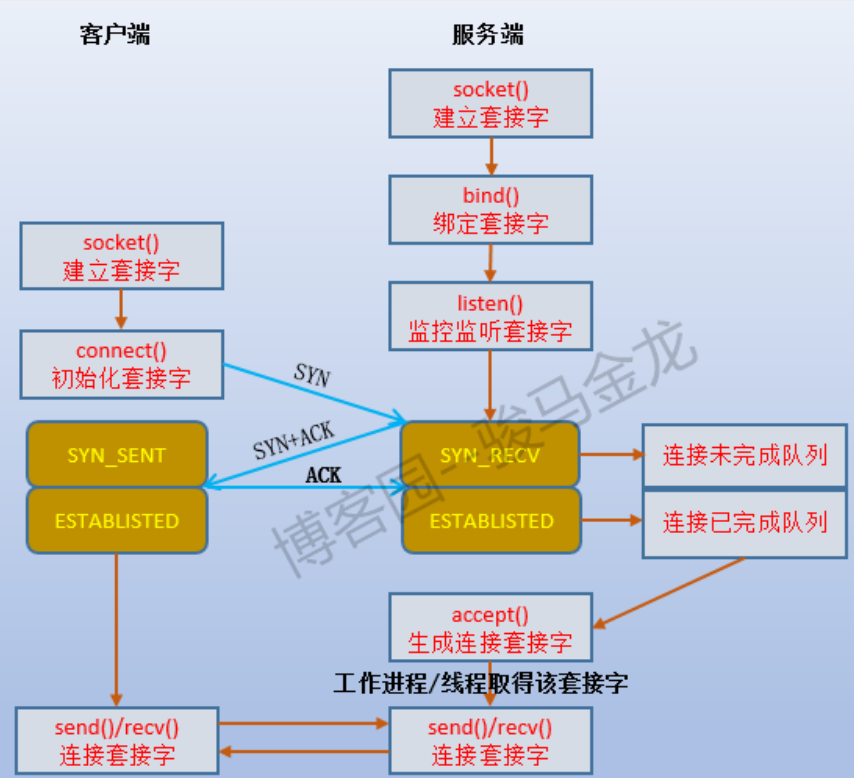 客户端
服务端
socket()
建立套接字
bind()
绑定套接字
socket()
建立套接字
listen()
监控监听套接字
connect()
初始化套接字
SYN
SYN+ACK
ACK
SYN_SENT
SYN_RECV
连接未完成队列
ESTABLISTED
ESTABLISTED
连接已完成队列
accept()
生成连接套接字
工作进程/线程取得该套接字
send()/recv()
连接套接字
send()/recv()
连接套接字
博客园--骏马金龙